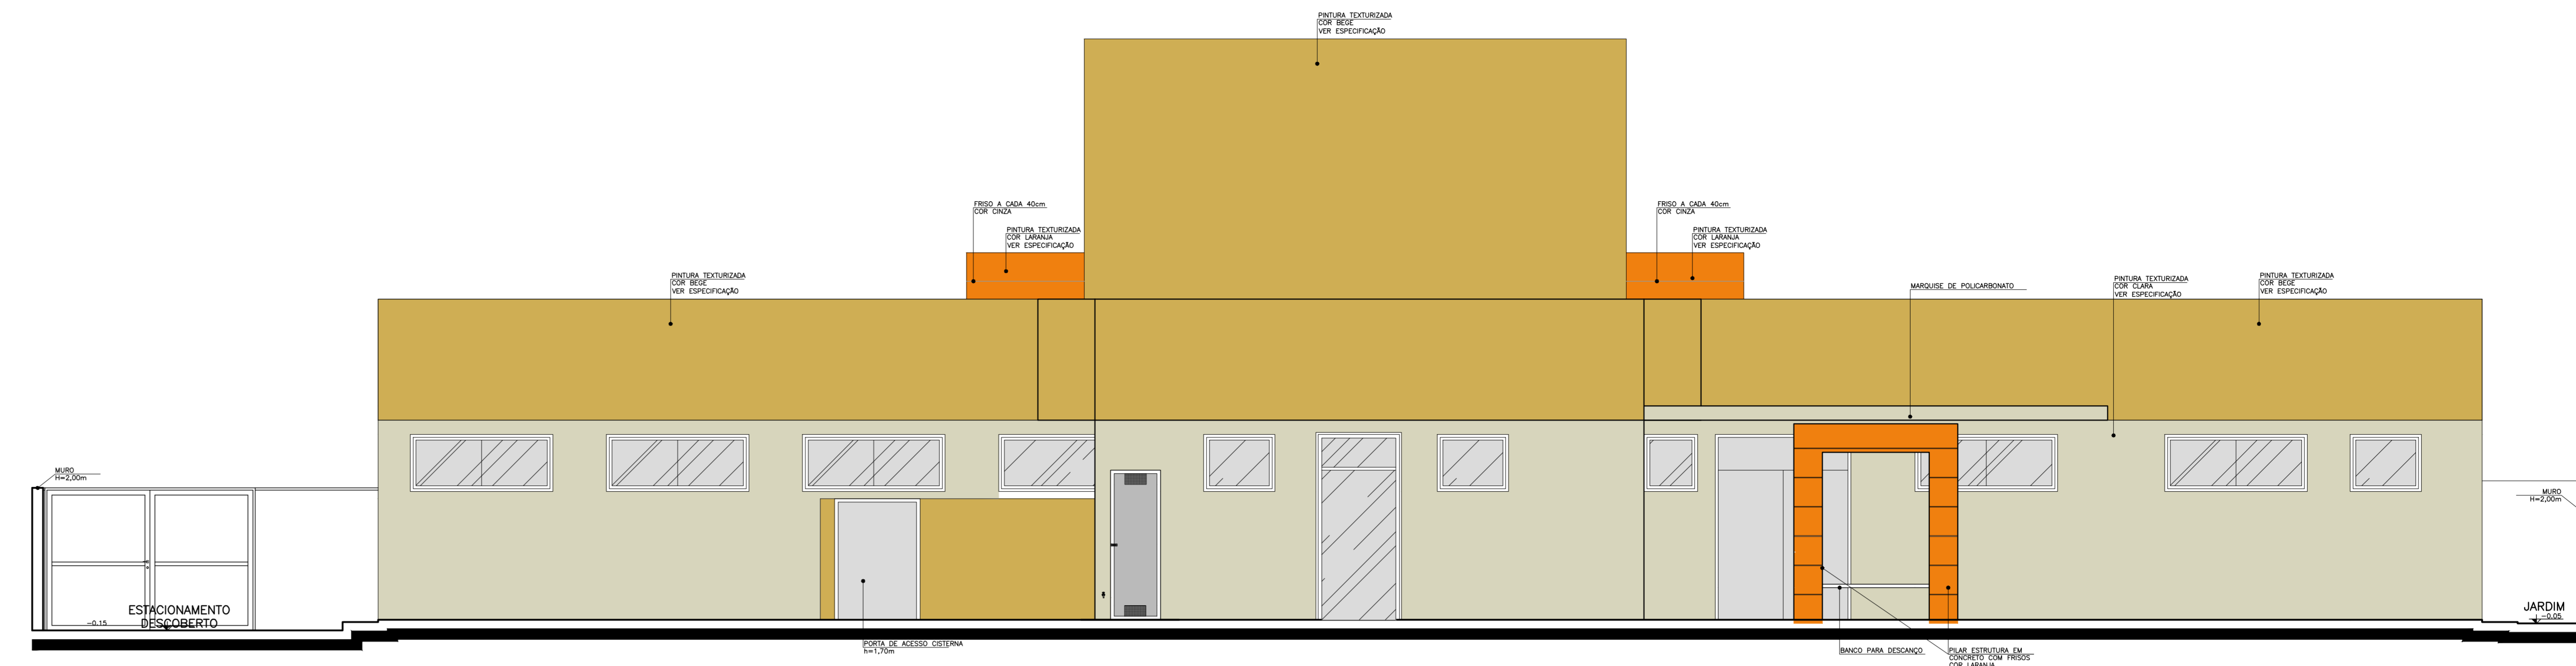 PINTURA TEXTURIZADA
COR BEGE
VER ESPECIFICAÇÃO
FRISO A CADA 40cm
COR CINZA
PINTURA TEXTURIZADA
COR LARANJA
VER ESPECIFICAÇÃO
FRISO A CADA 40cm
COR CINZA
PINTURA TEXTURIZADA
COR LARANJA
VER ESPECIFICAÇÃO
PINTURA TEXTURIZADA
COR BEGE
VER ESPECIFICAÇÃO
MARQUISE DE POLICARBONATO
PINTURA TEXTURIZADA
COR CLARA
VER ESPECIFICAÇÃO
PINTURA TEXTURIZADA
COR BEGE
VER ESPECIFICAÇÃO
MURO
H=2,00m
MURO
H=2,00m
ESTACIONAMENTO
DESCOBERTO
-0.15
JARDIM
-0.05
PORTA DE ACESSO CISTERNA
h=1,70m
BANCO PARA DESCANÇO
PILAR ESTRUTURA EM
CONCRETO COM FRISOS
COR LARANJA